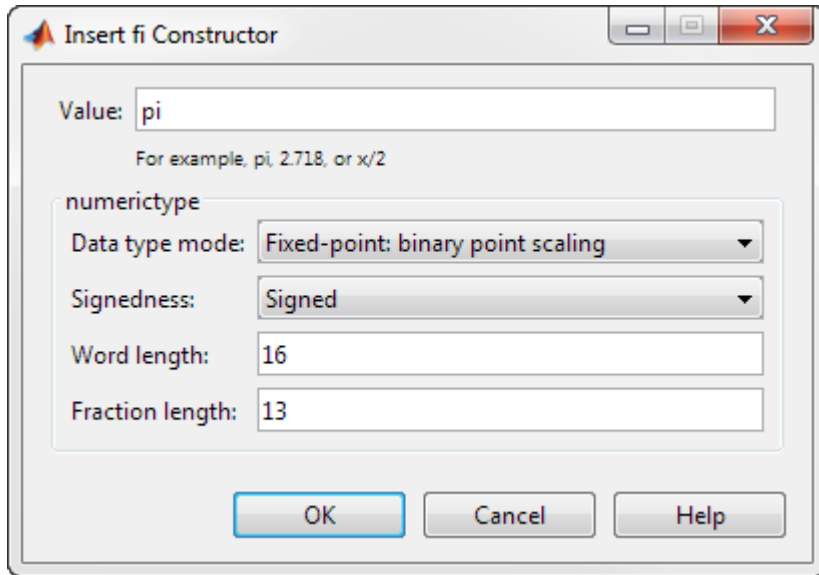 Insert fi Constructor
Value: pi
For example, pi, 2.718, or x/2
numerictype
Data type mode: Fixed-point: binary point scaling
Signedness: Signed
Word length: 16
Fraction length: 13
OK Cancel Help